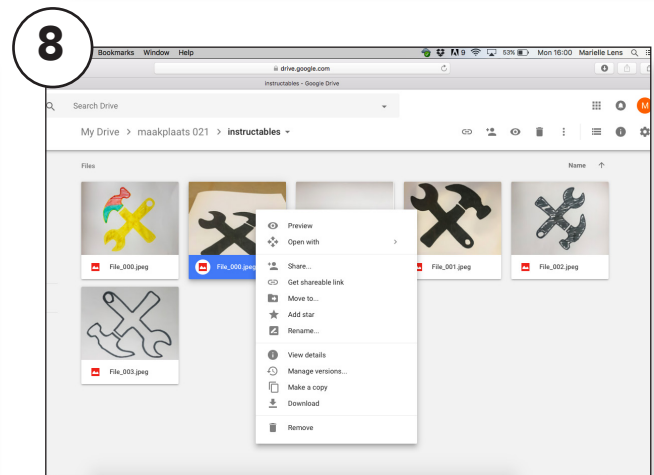 8
Bookmarks Window Help 9 53% Mon 16:00 Marielle Lens
drive.google.com
instructables - Google Drive
Search Drive
M
My Drive > maakplaats 021 > instructables
Files Name
File_000.jpeg
File_000.jpeg
File_001.jpeg
File_002.jpeg
File_003.jpeg
Preview
Open with
Share...
Get shareable link
Move to...
Add star
Rename...
View details
Manage versions...
Make a copy
Download
Remove